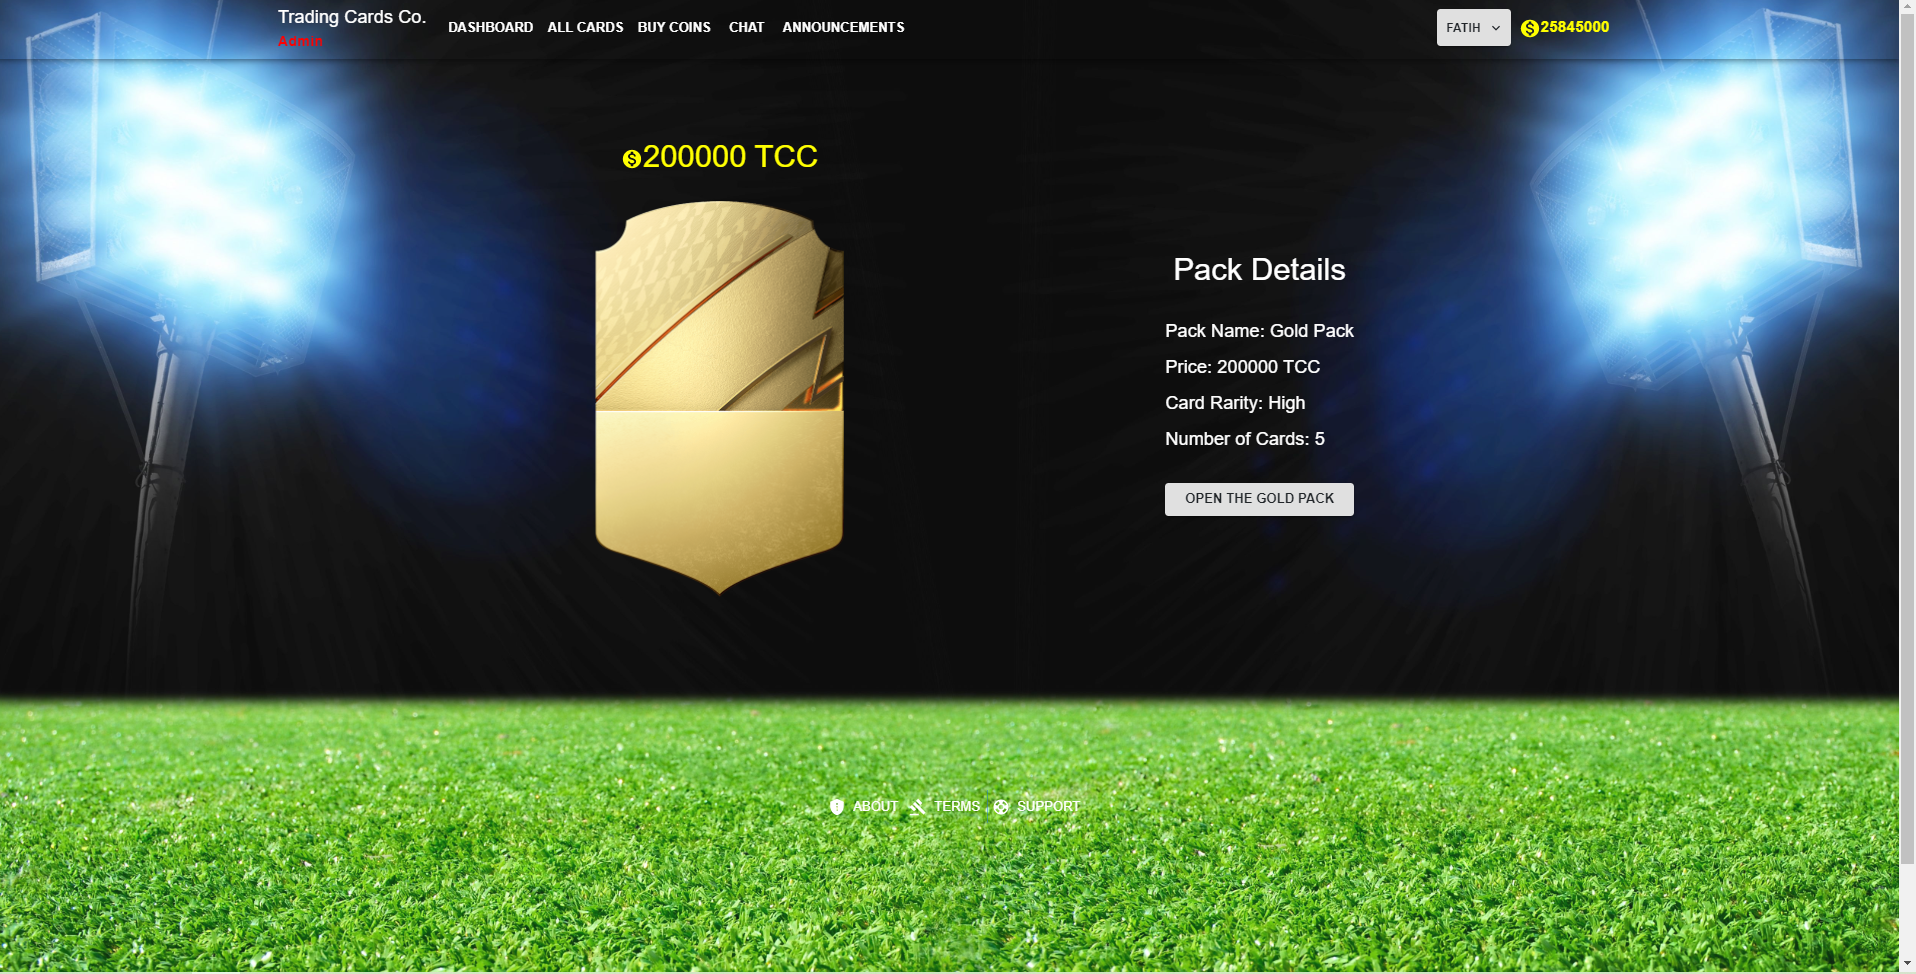 Trading Cards Co.
Admin
DASHBOARD ALL CARDS BUY COINS CHAT ANNOUNCEMENTS
FATIH
$25845000
$200000 TCC
Pack Details
Pack Name: Gold Pack
Price: 200000 TCC
Card Rarity: High
Number of Cards: 5
OPEN THE GOLD PACK
ABOUT TERMS SUPPORT